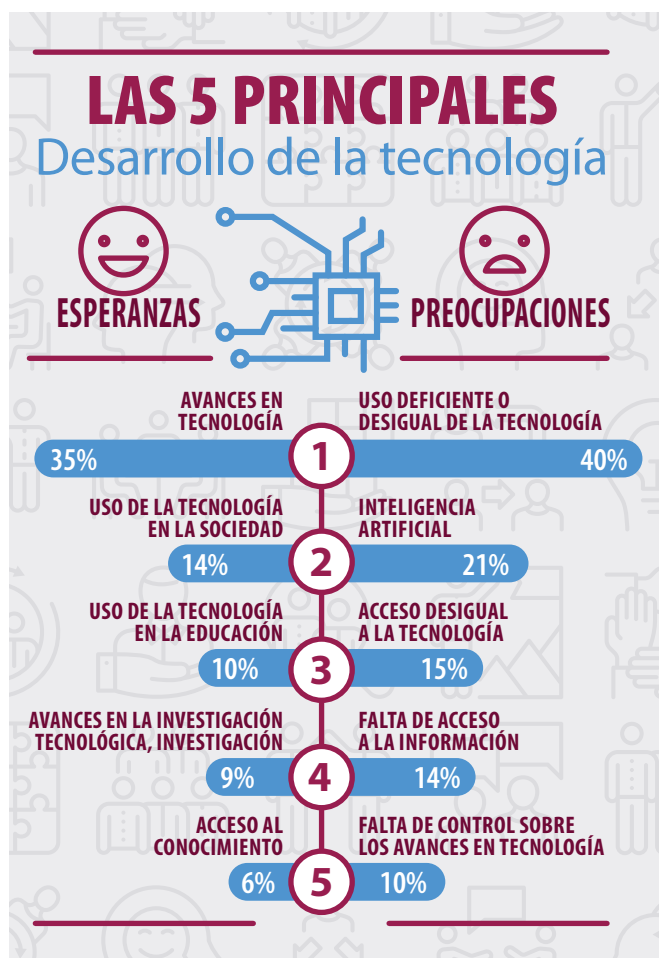 LAS 5 PRINCIPALES
Desarrollo de la tecnología
ESPERANZAS
PREOCUPACIONES
AVANCES EN
TECNOLOGÍA
USO DEFICIENTE O
DESIGUAL DE LA TECNOLOGÍA
35%
1
40%
USO DE LA TECNOLOGÍA
EN LA SOCIEDAD
INTELIGENCIA
ARTIFICIAL
14%
2
21%
USO DE LA TECNOLOGÍA
EN LA EDUCACIÓN
ACCESO DESIGUAL
A LA TECNOLOGÍA
10%
3
15%
AVANCES EN LA INVESTIGACIÓN
TECNOLÓGICA, INVESTIGACIÓN
FALTA DE ACCESO
A LA INFORMACIÓN
9%
4
14%
ACCESO AL
CONOCIMIENTO
FALTA DE CONTROL SOBRE
LOS AVANCES EN TECNOLOGÍA
6%
5
10%